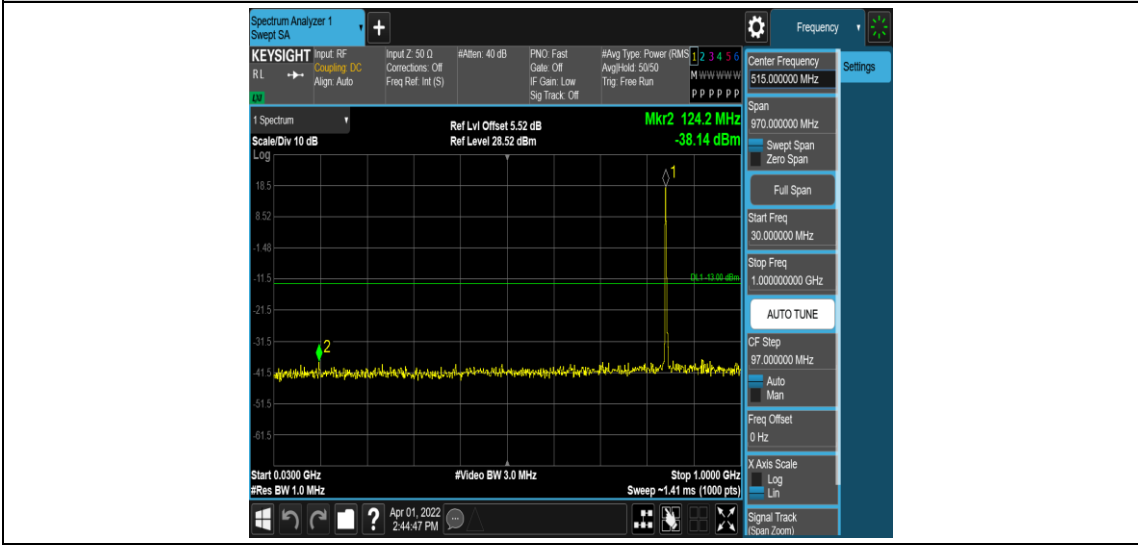 Spectrum Analyzer 1
Swept SA
+
Frequency
KEYSIGHT
RL
LXI
Input: RF
Coupling: DC
Align: Auto
Input Z: 50 Ω
Corrections: Off
Freq Ref: Int (S)
#Atten: 40 dB
PNO: Fast
Gate: Off
IF Gain: Low
Sig Track: Off
#Avg Type: Power (RMS
Avg|Hold: 50/50
Trig: Free Run
1 2 3 4 5 6
M W W W W W
P P P P P P
1 Spectrum
Scale/Div 10 dB
Log
Ref Lvl Offset 5.52 dB
Ref Level 28.52 dBm
Mkr2 124.2 MHz
-38.14 dBm
1
18.5
8.52
-1.48
-11.5
DL1 -13.00 dBm
-21.5
-31.5
2
-41.5
-51.5
-61.5
Start 0.0300 GHz
#Res BW 1.0 MHz
#Video BW 3.0 MHz
Stop 1.0000 GHz
Sweep ~1.41 ms (1000 pts)
?
Apr 01, 2022
2:44:47 PM
Center Frequency
515.000000 MHz
Settings
Span
970.000000 MHz
Swept Span
Zero Span
Full Span
Start Freq
30.000000 MHz
Stop Freq
1.000000000 GHz
AUTO TUNE
CF Step
97.000000 MHz
Auto
Man
Freq Offset
0 Hz
X Axis Scale
Log
Lin
Signal Track
(Span Zoom)